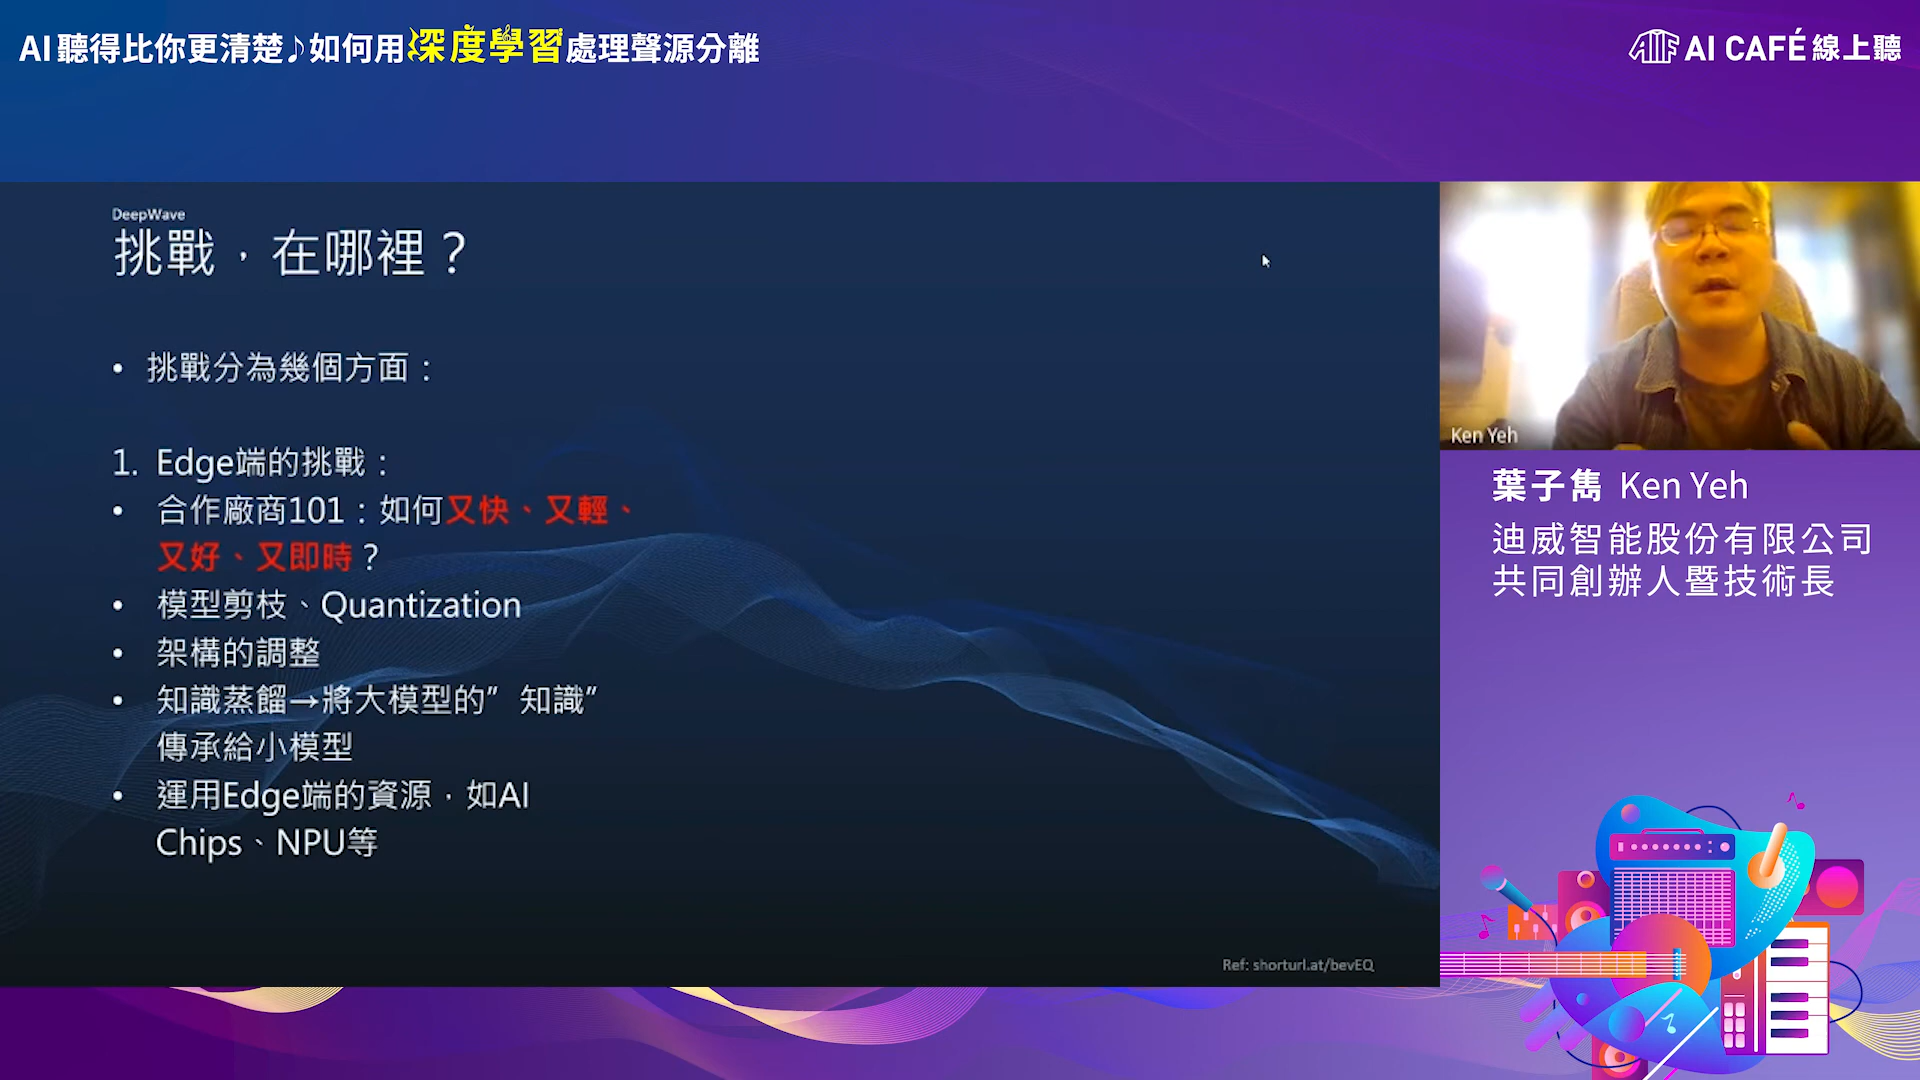 AI聽得比你更清楚♪如何用深度學習處理聲源分離
AIF AI CAFÉ 線上聽
DeepWave
挑戰，在哪裡？
• 挑戰分為幾個方面：
1. Edge端的挑戰：
• 合作廠商101：如何又快、又輕、
又好、又即時？
• 模型剪枝、Quantization
• 架構的調整
• 知識蒸餾→將大模型的”知識”
傳承給小模型
• 運用Edge端的資源，如AI
Chips、NPU等
Ref: shorturl.at/bevEQ
Ken Yeh
葉子雋 Ken Yeh
迪威智能股份有限公司
共同創辦人暨技術長